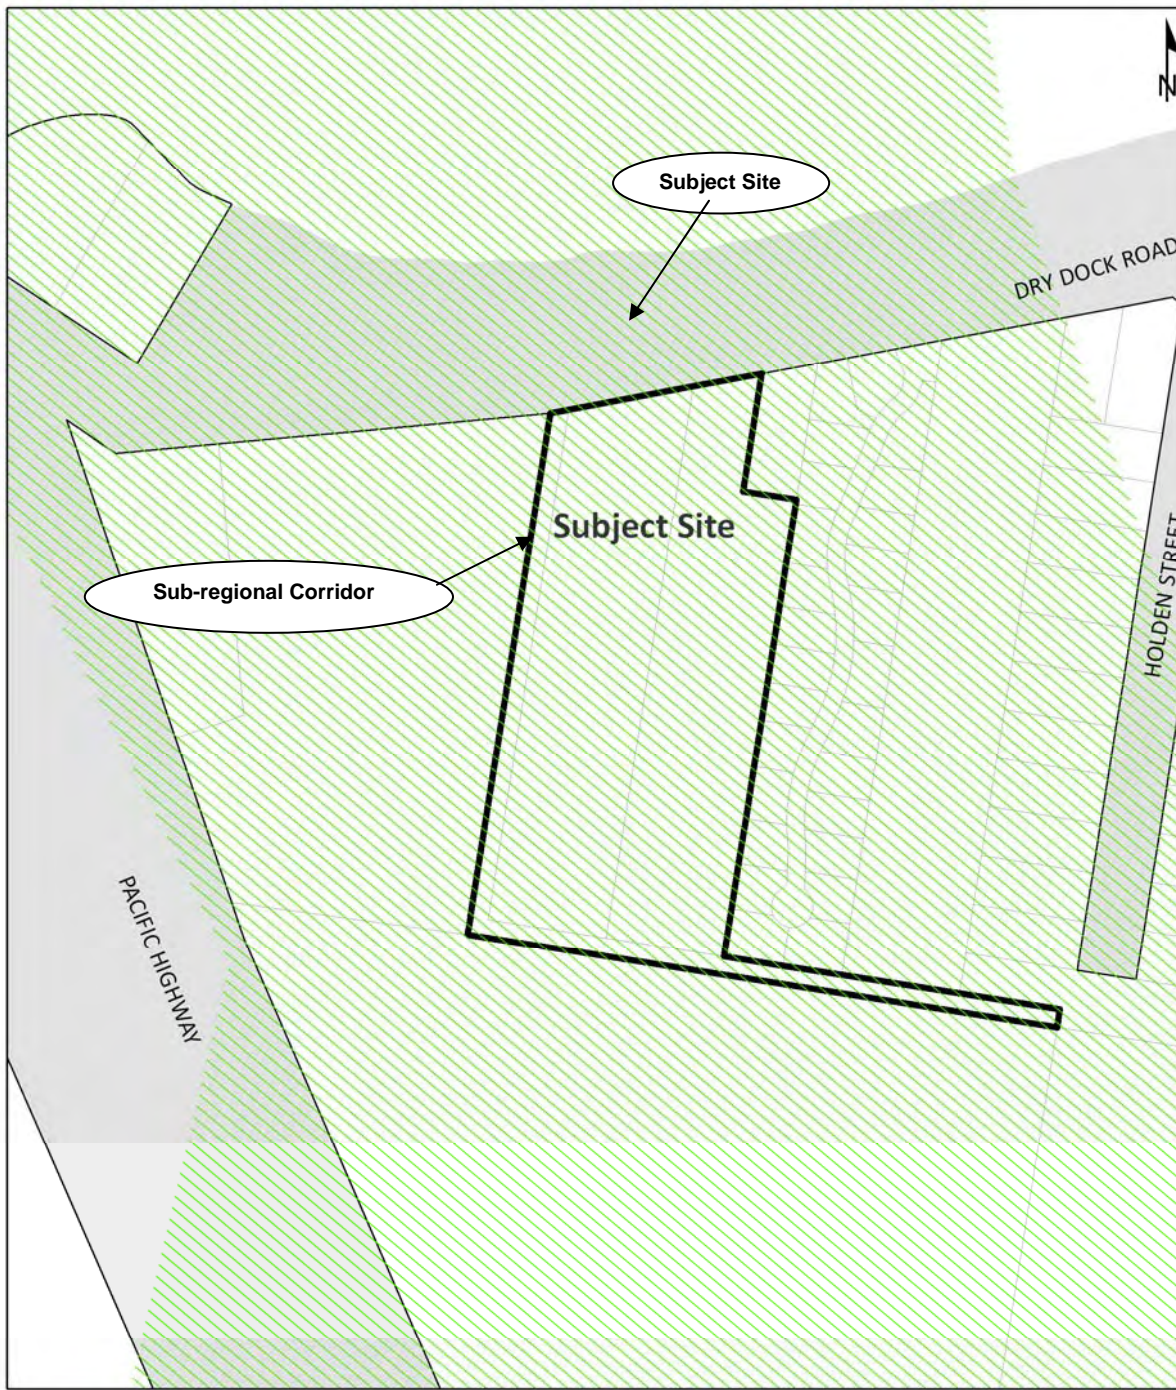 N
Subject Site
DRY DOCK ROAD
Subject Site
Sub-regional Corridor
HOLDEN STREET
PACIFIC HIGHWAY